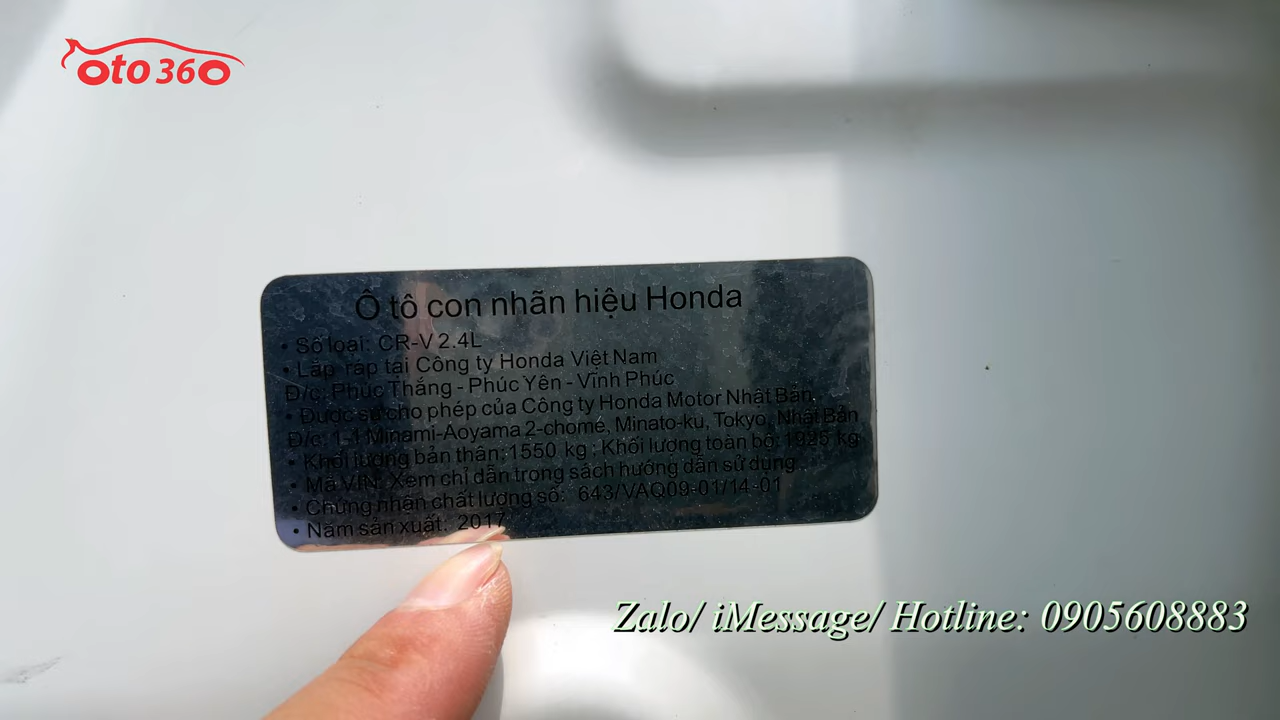 oto 360
Ô tô con nhãn hiệu Honda
• Số loại: CR-V 2.4L
• Lắp ráp tại Công ty Honda Việt Nam
Đ/c: Phúc Thắng - Phúc Yên - Vĩnh Phúc
• Được sự cho phép của Công ty Honda Motor Nhật Bản,
Đ/c: 1-1 Minami-Aoyama 2-chome, Minato-ku, Tokyo, Nhật Bản
• Khối lượng bản thân: 1550 kg ; Khối lượng toàn bộ: kg
• Mã VIN: Xem chỉ dẫn trong sách hướng dẫn sử dụng
• Chứng nhận chất lượng số: 643/VAQ09-01/14-01
• Năm sản xuất: 2017
Zalo/ iMessage/ Hotline: 0905608883